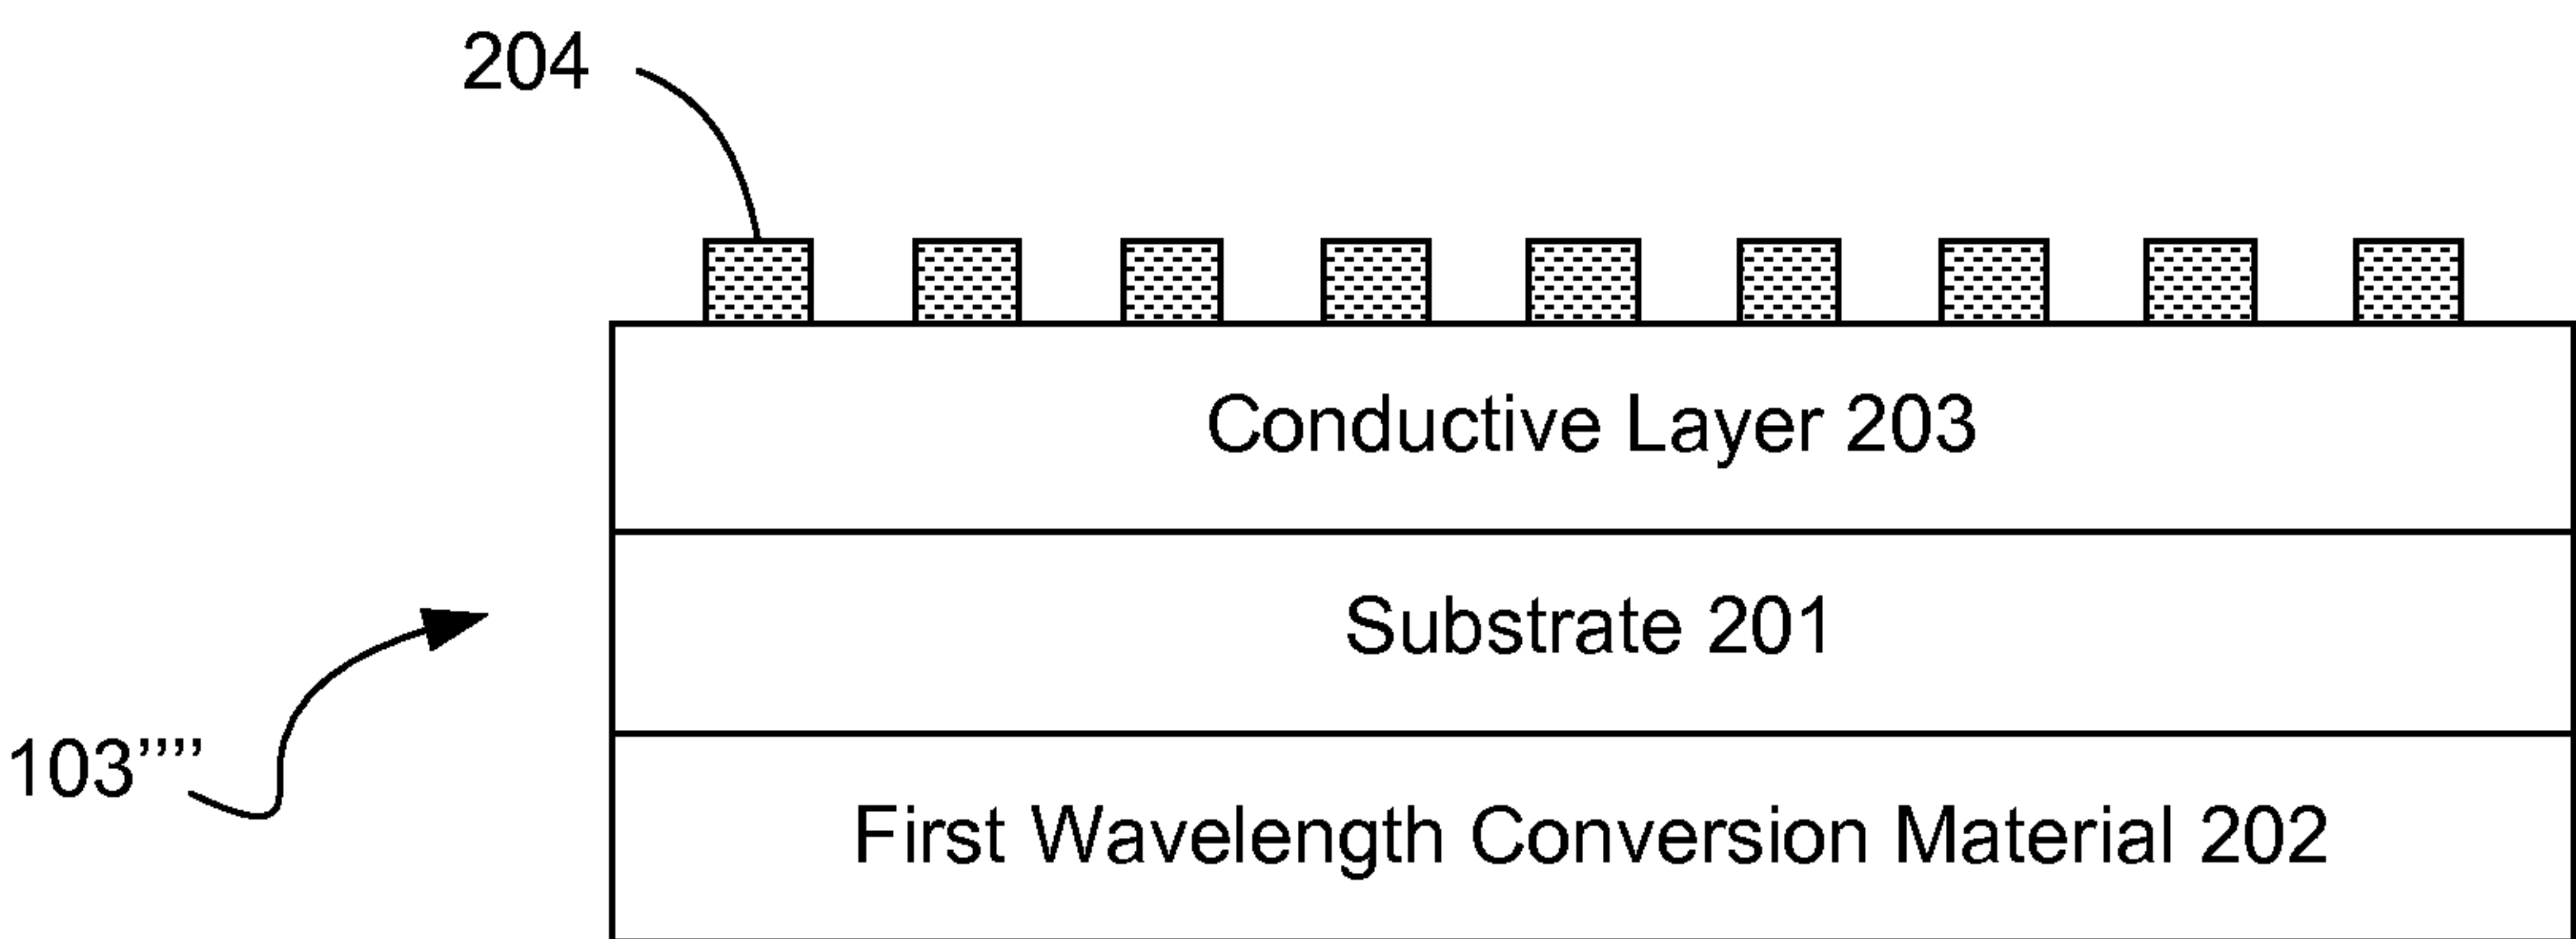 204
Conductive Layer 203
Substrate 201
103’’’’
First Wavelength Conversion Material 202